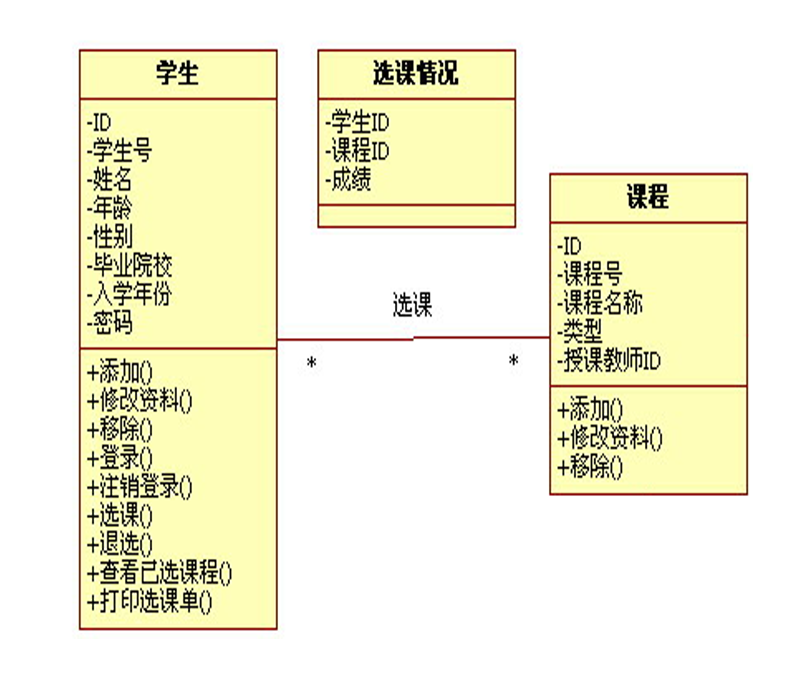 学生
-ID
-学生号
-姓名
-年龄
-性别
-毕业院校
-入学年份
-密码
+添加()
+修改资料()
+移除()
+登录()
+注销登录()
+选课()
+退选()
+查看已选课程()
+打印选课单()
选课情况
-学生ID
-课程ID
-成绩
选课
*
*
课程
-ID
-课程号
-课程名称
-类型
-授课教师ID
+添加()
+修改资料()
+移除()